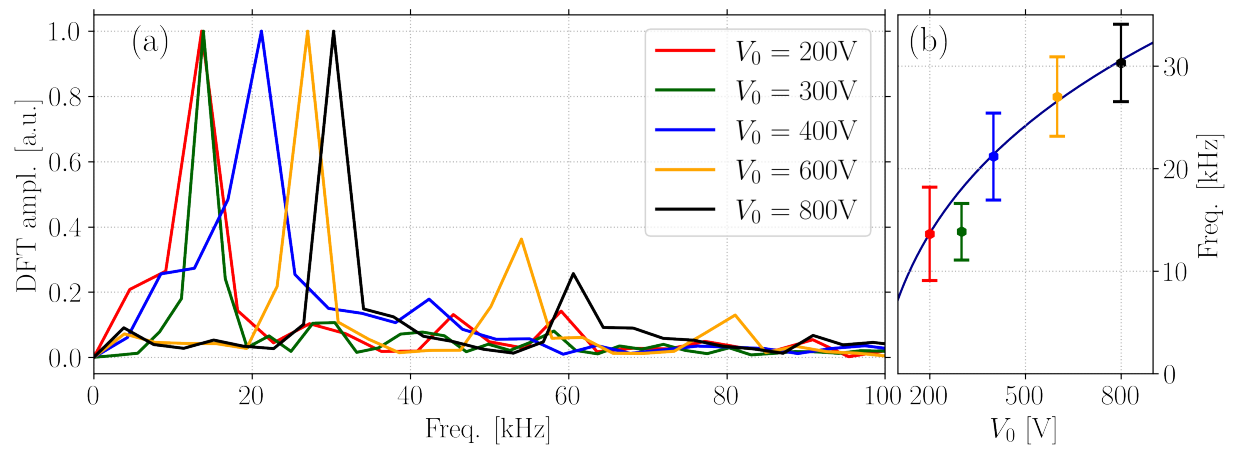 (a)
(b)
1.0
0.8
0.6
0.4
0.2
0.0
DFT ampl. [a.u.]
V₀ = 200V
V₀ = 300V
V₀ = 400V
V₀ = 600V
V₀ = 800V
0 20 40 60 80 100
Freq. [kHz]
30
20
10
0
Freq. [kHz]
200 500 800
V₀ [V]